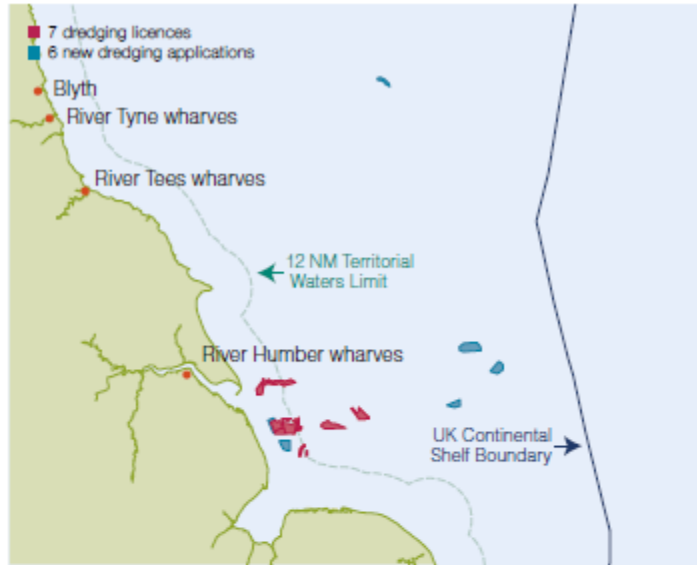 7 dredging licences
6 new dredging applications
Blyth
River Tyne wharves
River Tees wharves
12 NM Territorial
Waters Limit
River Humber wharves
UK Continental
Shelf Boundary